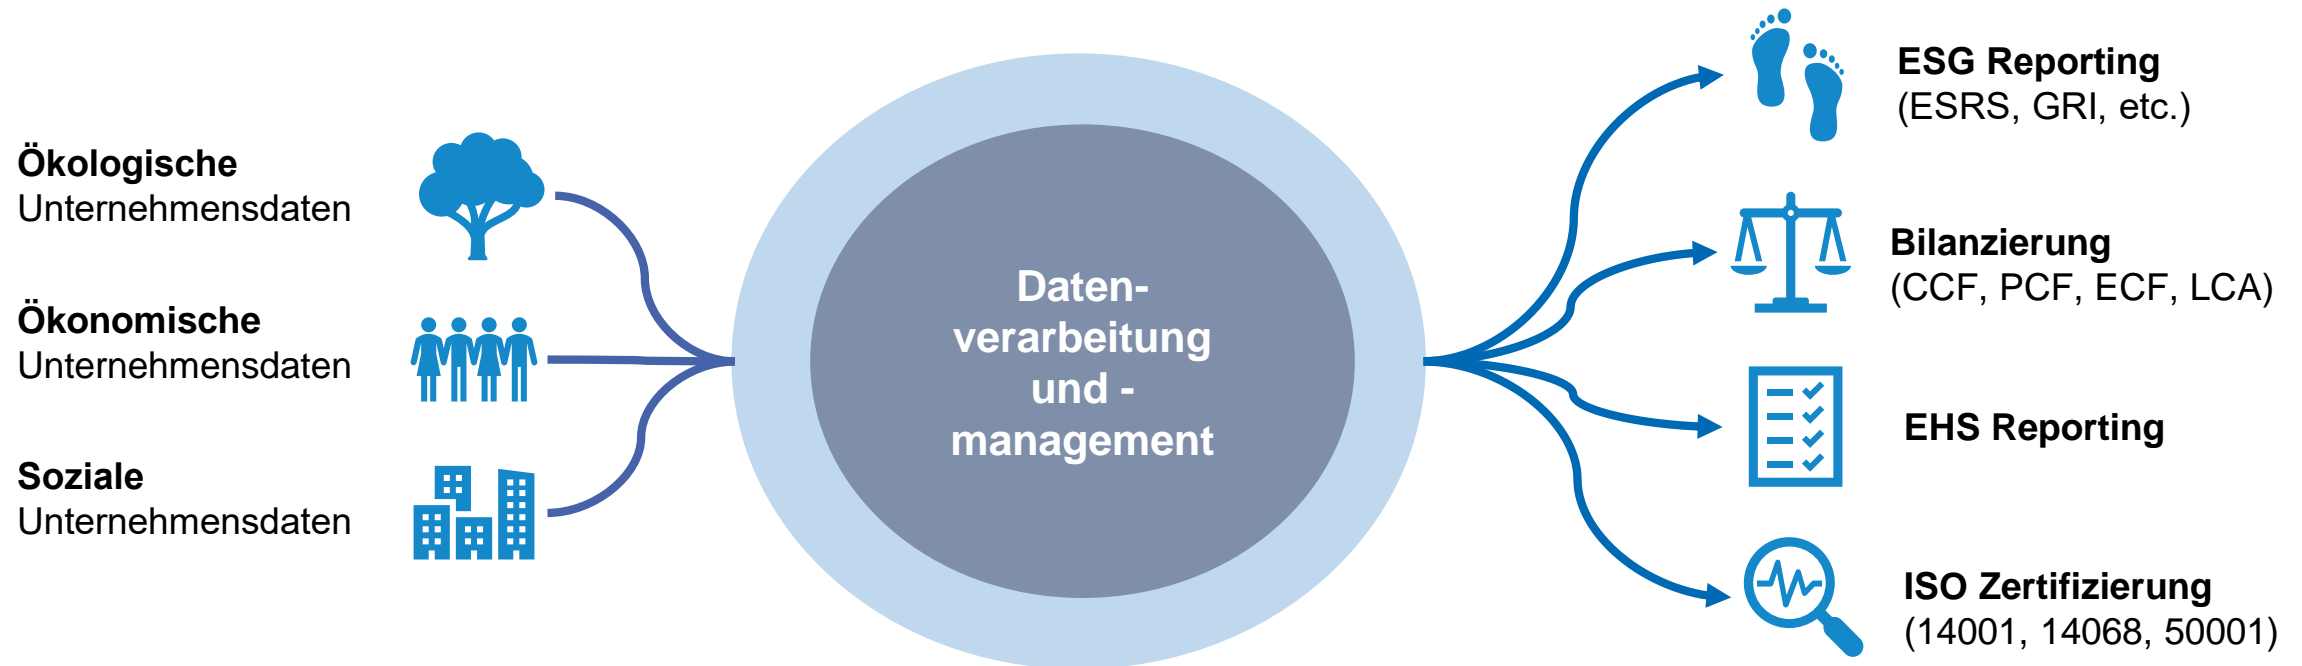 Ökologische
Unternehmensdaten
Ökonomische
Unternehmensdaten
Soziale
Unternehmensdaten
Daten-
verarbeitung
und -
management
ESG Reporting
(ESRS, GRI, etc.)
Bilanzierung
(CCF, PCF, ECF, LCA)
EHS Reporting
ISO Zertifizierung
(14001, 14068, 50001)